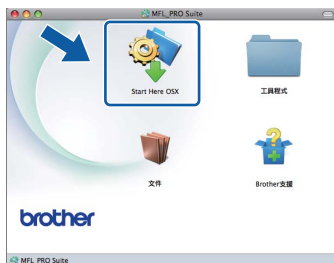 MFL_PRO Suite
Start Here OSX
工具程式
文件
Brother支援
brother
MFL_PRO Suite